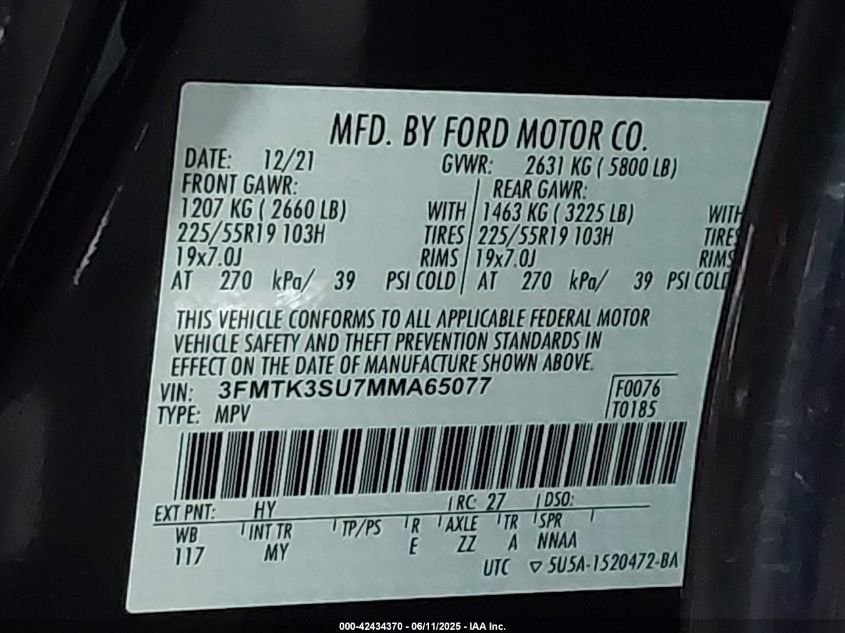 MFD. BY FORD MOTOR CO.
DATE: 12/21 GVWR: 2631 KG ( 5800 LB)
FRONT GAWR: REAR GAWR:
1207 KG ( 2660 LB) WITH 1463 KG ( 3225 LB) WITH
225/55R19 103H TIRES 225/55R19 103H TIRES
19x7.0J RIMS 19x7.0J RIMS
AT 270 kPa/ 39 PSI COLD AT 270 kPa/ 39 PSI COLD
THIS VEHICLE CONFORMS TO ALL APPLICABLE FEDERAL MOTOR
VEHICLE SAFETY AND THEFT PREVENTION STANDARDS IN
EFFECT ON THE DATE OF MANUFACTURE SHOWN ABOVE.
VIN: 3FMTK3SU7MMA65077 F0076
TYPE: MPV T0185
EXT PNT: HY RC: 27 DSO:
WB INT TR TP/PS R AXLE TR SPR
117 MY E ZZ A NNAA
UTC ▽ 5U5A-1520472-BA
000-42434370 - 06/11/2025 - IAA Inc.